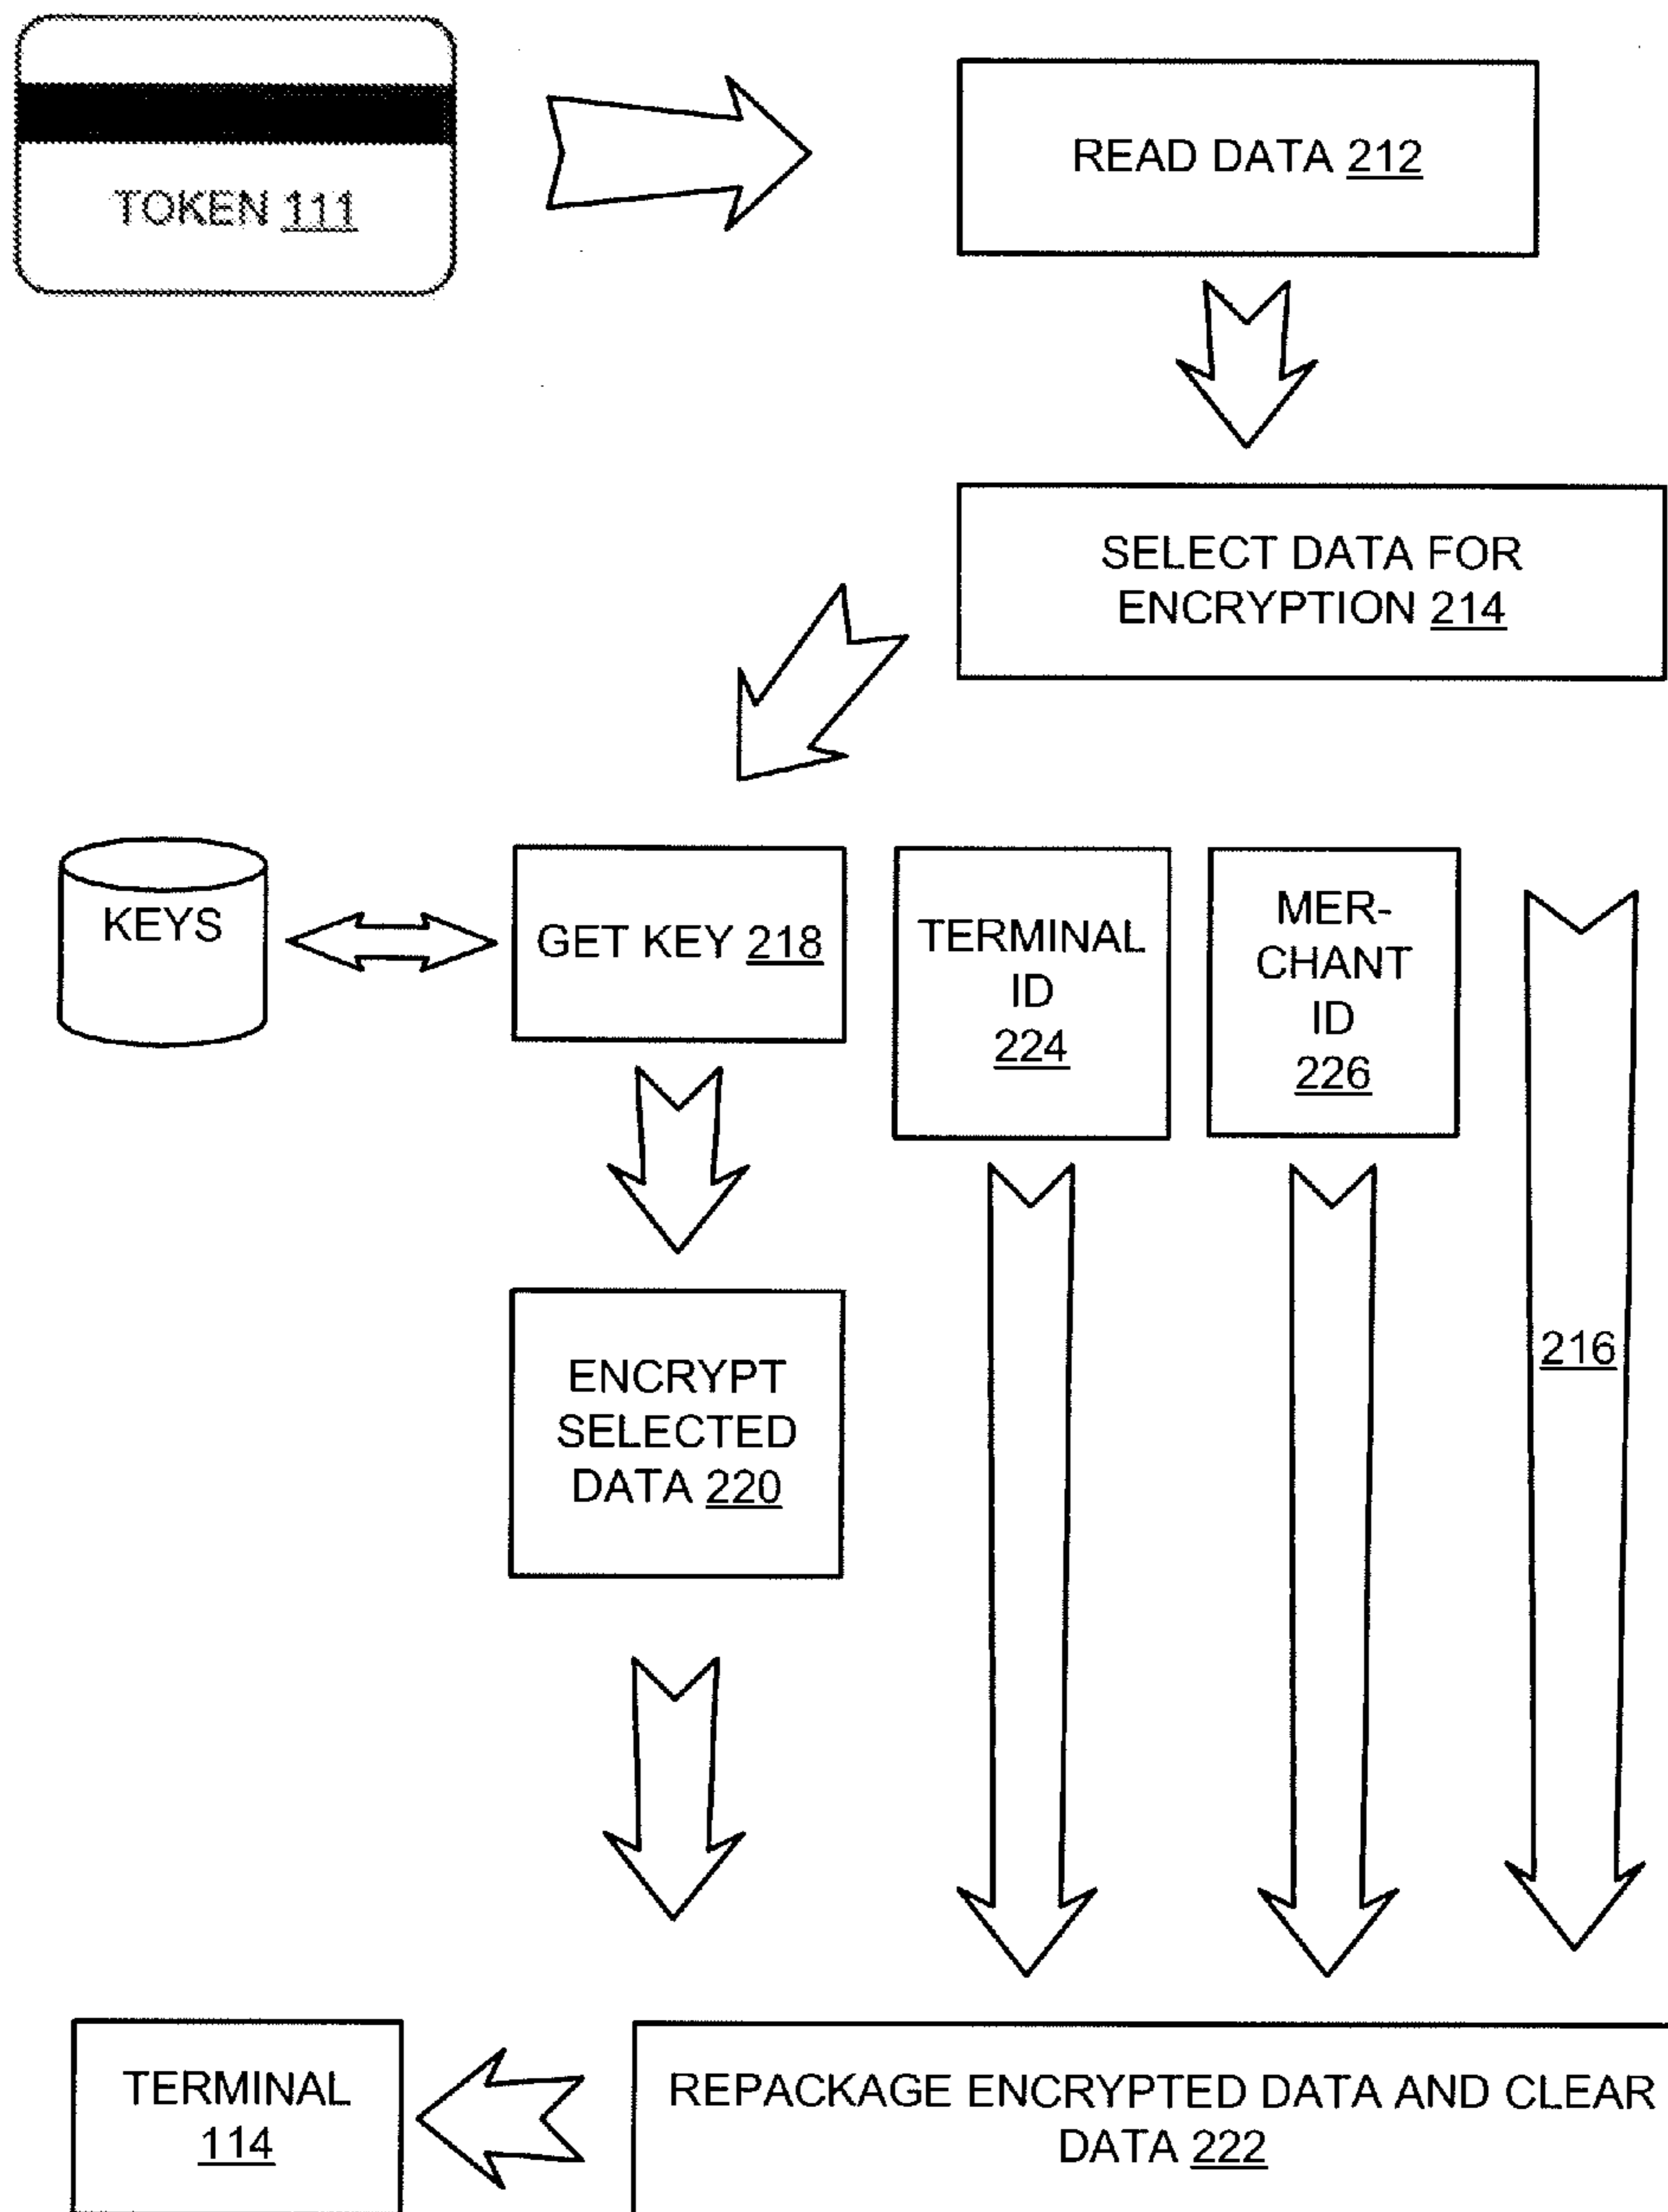 TOKEN 111
READ DATA 212
SELECT DATA FOR
ENCRYPTION 214
KEYS
GET KEY 218
TERMINAL
ID
224
MER-
CHANT
ID
226
216
ENCRYPT
SELECTED
DATA 220
TERMINAL
114
REPACKAGE ENCRYPTED DATA AND CLEAR
DATA 222